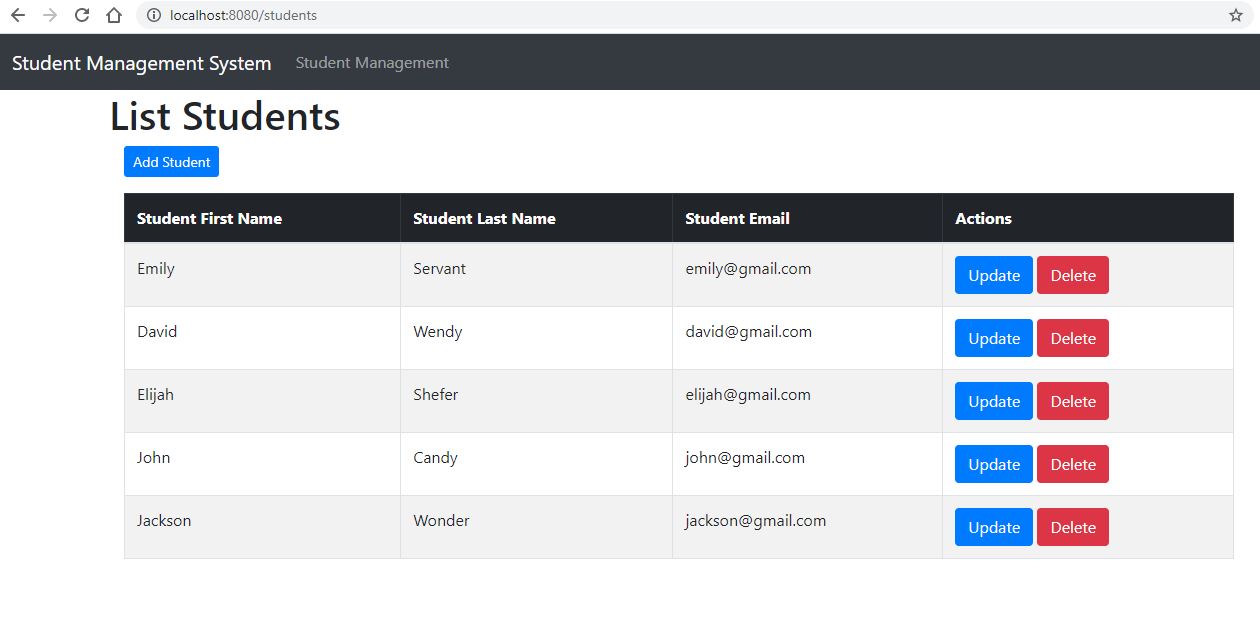 localhost:8080/students
Student Management System Student Management
List Students
Add Student
Student First Name Student Last Name Student Email Actions
Emily Servant emily@gmail.com Update Delete
David Wendy david@gmail.com Update Delete
Elijah Shefer elijah@gmail.com Update Delete
John Candy john@gmail.com Update Delete
Jackson Wonder jackson@gmail.com Update Delete